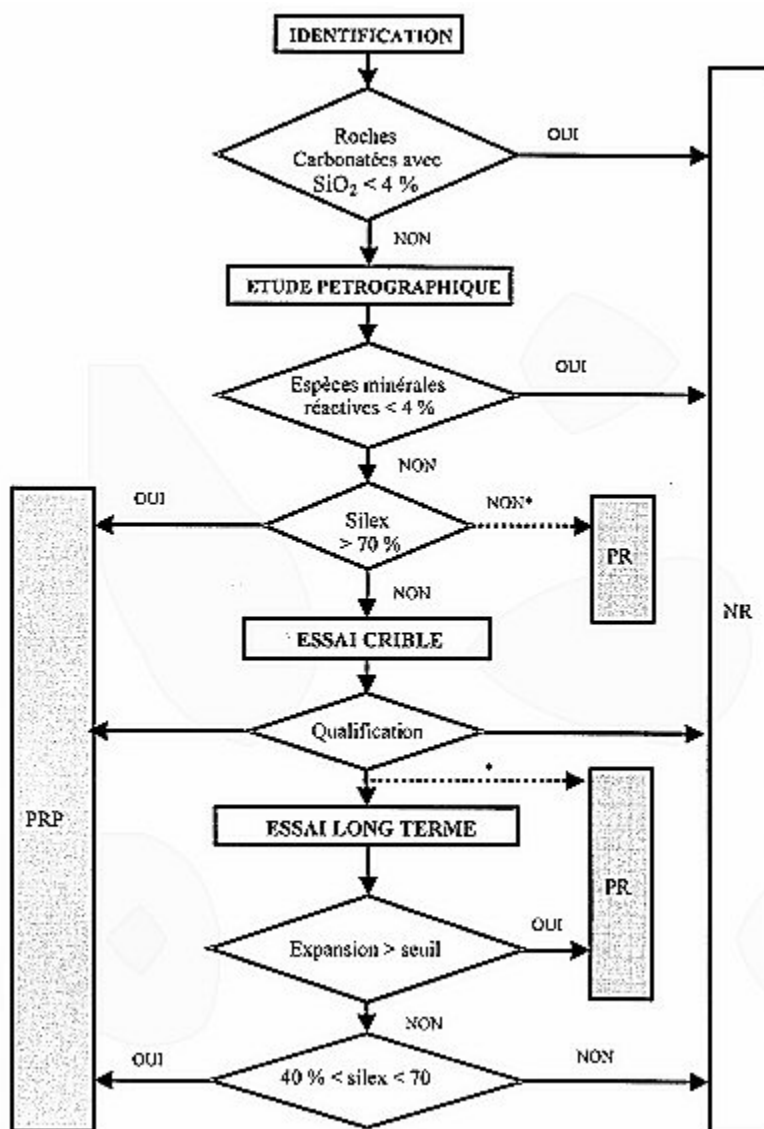 IDENTIFICATION
Roches
Carbonatées avec
SiO₂ < 4 %
OUI
NON
ETUDE PETROGRAPHIQUE
Espèces minérales
réactives < 4 %
OUI
NON
OUI
Silex
> 70 %
NON*
PR
NON
NR
ESSAI CRIBLE
Qualification
*
PRP
ESSAI LONG TERME
PR
Expansion > seuil
OUI
NON
OUI
40 % < silex < 70
NON